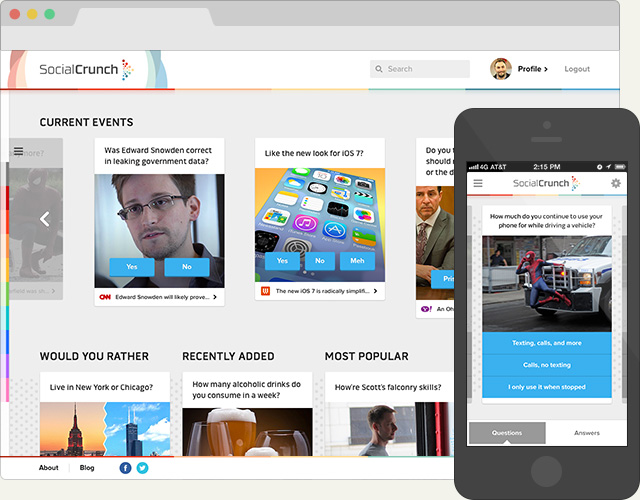 SocialCrunch
Search
Profile >
Logout
CURRENT EVENTS
more?
Was Edward Snowden correct
in leaking government data?
Yes
No
CNN Edward Snowden will likely prove... >
Like the new look for iOS 7?
Yes
No
Meh
The new iOS 7 is radically simplifi... >
Do you t
should
or the d
Pris
Y! An Oh
WOULD YOU RATHER
RECENTLY ADDED
MOST POPULAR
Live in New York or Chicago?
How many alcoholic drinks do
you consume in a week?
How're Scott's falconry skills?
About
Blog
4G AT&T
2:15 PM
SocialCrunch
How much do you continue to use your
phone for while driving a vehicle?
Texting, calls, and more
Calls, no texting
I only use it when stopped
Questions
Answers